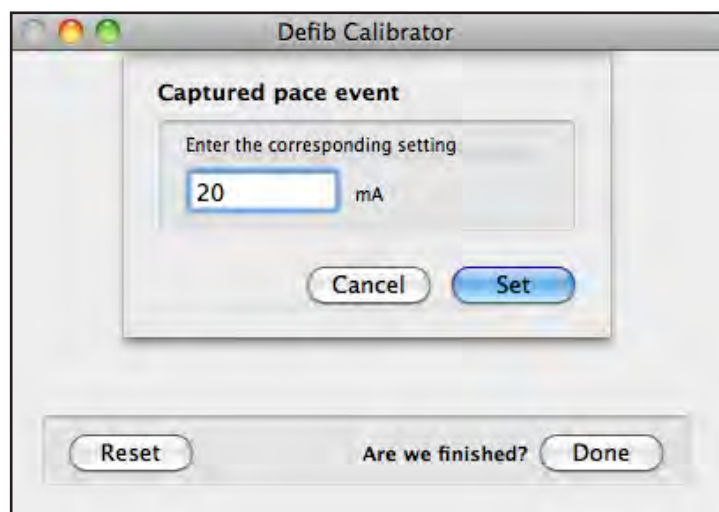 Defib Calibrator
Captured pace event
Enter the corresponding setting
20 mA
Cancel Set
Reset Are we finished? Done